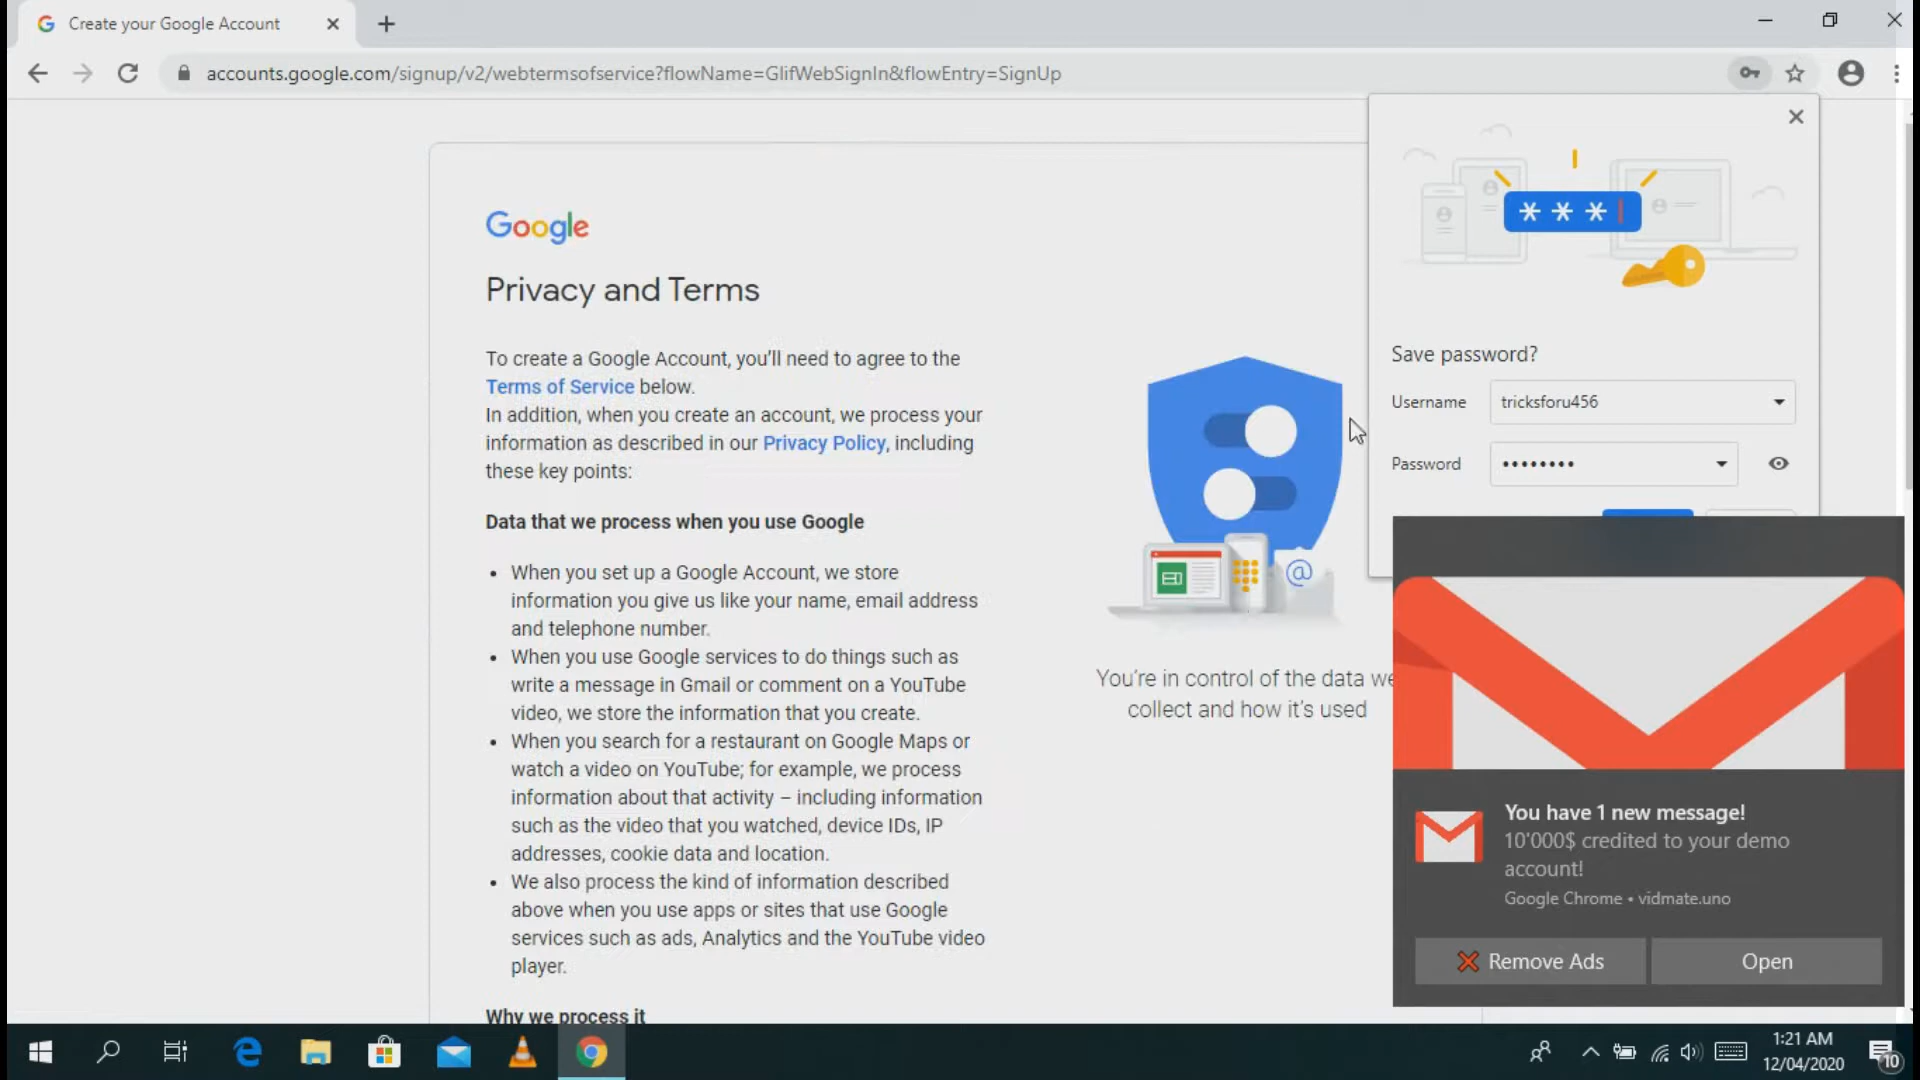 Create your Google Account
accounts.google.com/signup/v2/webtermsofservice?flowName=GlifWebSignIn&flowEntry=SignUp
Google
Privacy and Terms
To create a Google Account, you'll need to agree to the
Terms of Service below.
In addition, when you create an account, we process your
information as described in our Privacy Policy, including
these key points:
Data that we process when you use Google
• When you set up a Google Account, we store
information you give us like your name, email address
and telephone number.
• When you use Google services to do things such as
write a message in Gmail or comment on a YouTube
video, we store the information that you create.
• When you search for a restaurant on Google Maps or
watch a video on YouTube; for example, we process
information about that activity – including information
such as the video that you watched, device IDs, IP
addresses, cookie data and location.
• We also process the kind of information described
above when you use apps or sites that use Google
services such as ads, Analytics and the YouTube video
player.
Why we process it
@
You're in control of the data we
collect and how it's used
***
Save password?
Username tricksforu456
Password ••••••••
You have 1 new message!
10'000$ credited to your demo
account!
Google Chrome • vidmate.uno
Remove Ads
Open
1:21 AM
12/04/2020
10